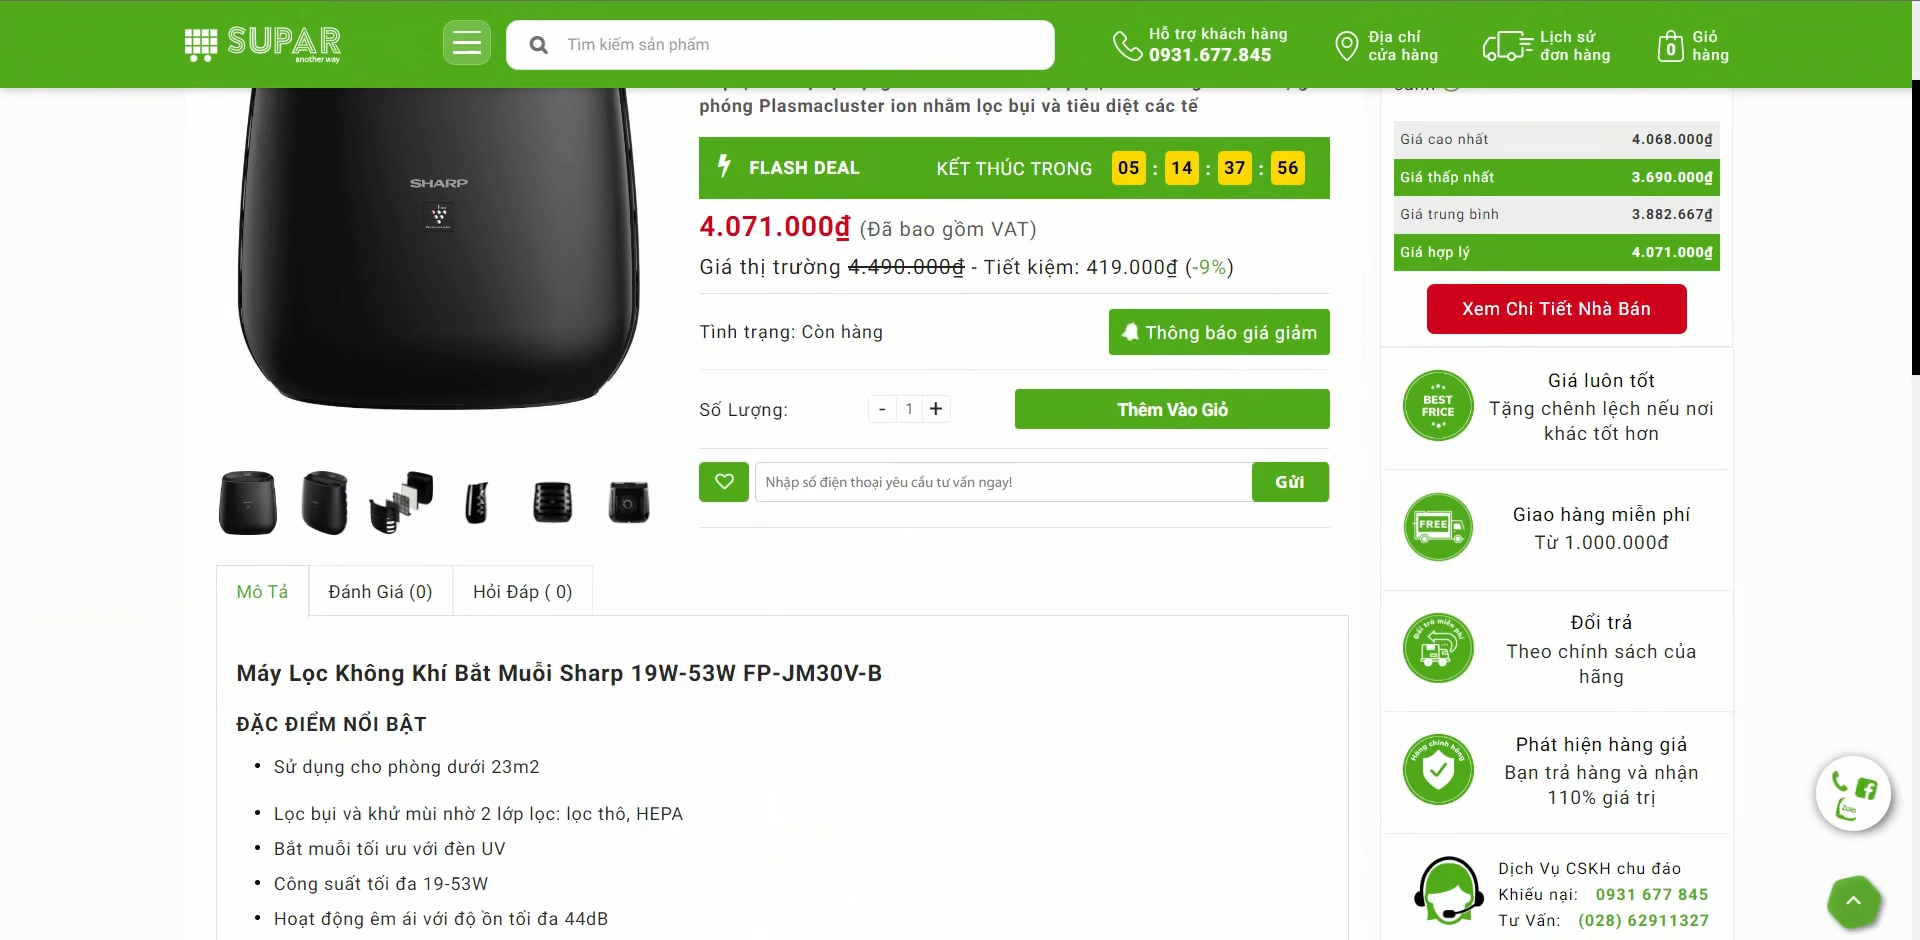 SUPAR
another way
Tìm kiếm sản phẩm
Hỗ trợ khách hàng
0931.677.845
Địa chỉ
cửa hàng
Lịch sử
đơn hàng
0
Giỏ
hàng
phóng Plasmacluster ion nhằm lọc bụi và tiêu diệt các tế
SHARP
FLASH DEAL
KẾT THÚC TRONG
05 : 14 : 37 : 56
4.071.000₫ (Đã bao gồm VAT)
Giá thị trường 4.490.000₫ - Tiết kiệm: 419.000₫ (-9%)
Tình trạng: Còn hàng
Thông báo giá giảm
Số Lượng:
- 1 +
Thêm Vào Giỏ
Nhập số điện thoại yêu cầu tư vấn ngay!
Gửi
Giá cao nhất 4.068.000₫
Giá thấp nhất 3.690.000₫
Giá trung bình 3.882.667₫
Giá hợp lý 4.071.000₫
Xem Chi Tiết Nhà Bán
BEST
FRICE
Giá luôn tốt
Tặng chênh lệch nếu nơi
khác tốt hơn
FREE
Giao hàng miễn phí
Từ 1.000.000đ
Đổi trả miễn phí
Đổi trả
Theo chính sách của
hãng
Hàng chính hãng
Phát hiện hàng giả
Bạn trả hàng và nhận
110% giá trị
Dịch Vụ CSKH chu đáo
Khiếu nại: 0931 677 845
Tư Vấn: (028) 62911327
Zalo
Mô Tả
Đánh Giá (0)
Hỏi Đáp ( 0)
Máy Lọc Không Khí Bắt Muỗi Sharp 19W-53W FP-JM30V-B
ĐẶC ĐIỂM NỔI BẬT
• Sử dụng cho phòng dưới 23m2
• Lọc bụi và khử mùi nhờ 2 lớp lọc: lọc thô, HEPA
• Bắt muỗi tối ưu với đèn UV
• Công suất tối đa 19-53W
• Hoạt động êm ái với độ ồn tối đa 44dB